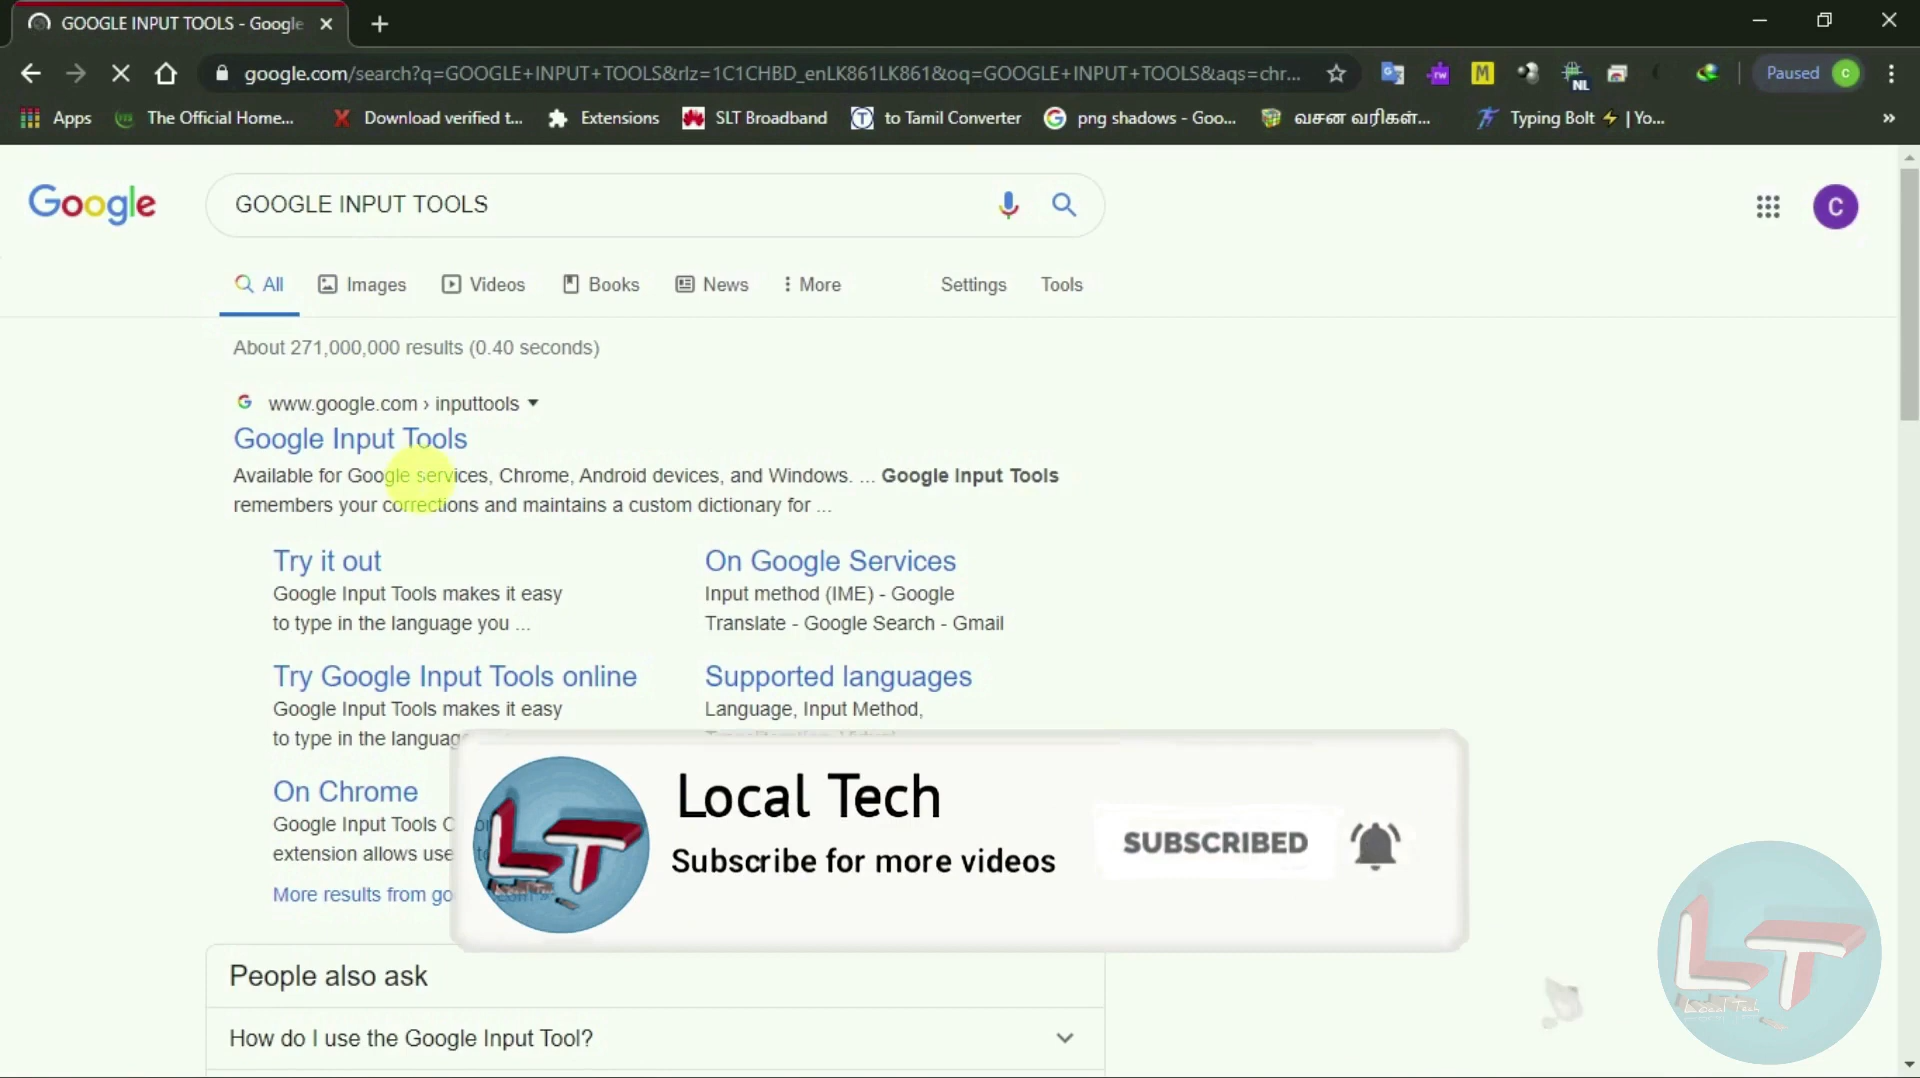 GOOGLE INPUT TOOLS - Google
google.com/search?q=GOOGLE+INPUT+TOOLS&rlz=1C1CHBD_enLK861LK861&oq=GOOGLE+INPUT+TOOLS&aqs=chr...
Paused C
Apps The Official Home... Download verified t... Extensions SLT Broadband to Tamil Converter png shadows - Goo... வசன வரிகள்... Typing Bolt ⚡ | Yo... »
Google GOOGLE INPUT TOOLS C
All Images Videos Books News More Settings Tools
About 271,000,000 results (0.40 seconds)
www.google.com › inputtools
Google Input Tools
Available for Google services, Chrome, Android devices, and Windows. ... Google Input Tools
remembers your corrections and maintains a custom dictionary for ...
Try it out
Google Input Tools makes it easy
to type in the language you ...
On Google Services
Input method (IME) - Google
Translate - Google Search - Gmail
Try Google Input Tools online
Google Input Tools makes it easy
to type in the languag
Supported languages
Language, Input Method,
On Chrome
Google Input Tools C
extension allows use
More results from go
Local Tech
Subscribe for more videos
SUBSCRIBED
LT
Local Tech
People also ask
How do I use the Google Input Tool?